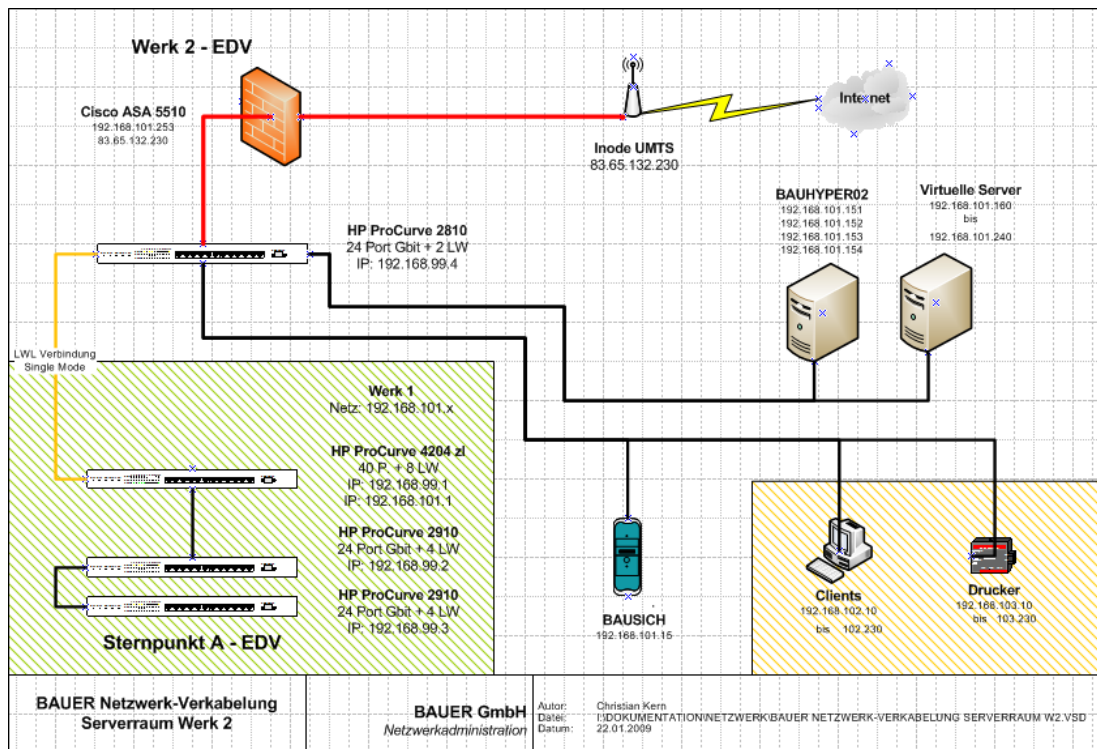 Werk 2 - EDV
Cisco ASA 5510
192.168.101.253
83.65.132.230
Inode UMTS
83.65.132.230
Internet
BAUHYPER02
192.168.101.151
192.168.101.152
192.168.101.153
192.168.101.154
Virtuelle Server
192.168.101.160
bis
192.168.101.240
HP ProCurve 2810
24 Port Gbit + 2 LW
IP: 192.168.99.4
LWL Verbindung
Single Mode
Werk 1
Netz: 192.168.101.x
HP ProCurve 4204 zl
40 P. + 8 LW
IP: 192.168.99.1
IP: 192.168.101.1
HP ProCurve 2910
24 Port Gbit + 4 LW
IP: 192.168.99.2
HP ProCurve 2910
24 Port Gbit + 4 LW
IP: 192.168.99.3
Sternpunkt A - EDV
BAUSICH
192.168.101.15
Clients
192.168.102.10
bis 102.230
Drucker
192.168.103.10
bis 103.230
BAUER Netzwerk-Verkabelung
Serverraum Werk 2
BAUER GmbH
Netzwerkadministration
Autor: Christian Kern
Datei: I:\DOKUMENTATION\NETZWERK\BAUER NETZWERK-VERKABELUNG SERVERRAUM W2.VSD
Datum: 22.01.2009